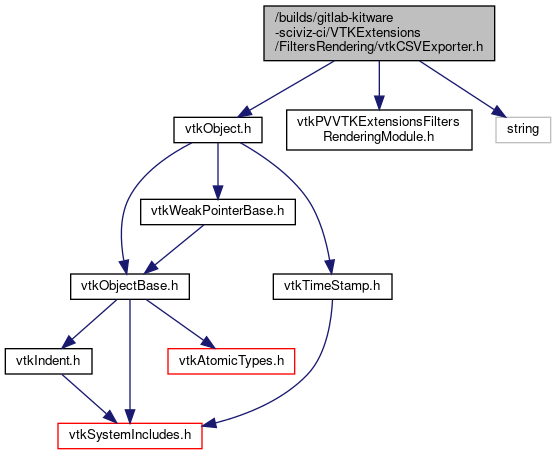 /builds/gitlab-kitware
-sciviz-ci/VTKExtensions
/FiltersRendering/vtkCSVExporter.h
vtkObject.h
vtkPVVTKExtensionsFilters
RenderingModule.h
string
vtkWeakPointerBase.h
vtkObjectBase.h
vtkTimeStamp.h
vtkIndent.h
vtkAtomicTypes.h
vtkSystemIncludes.h